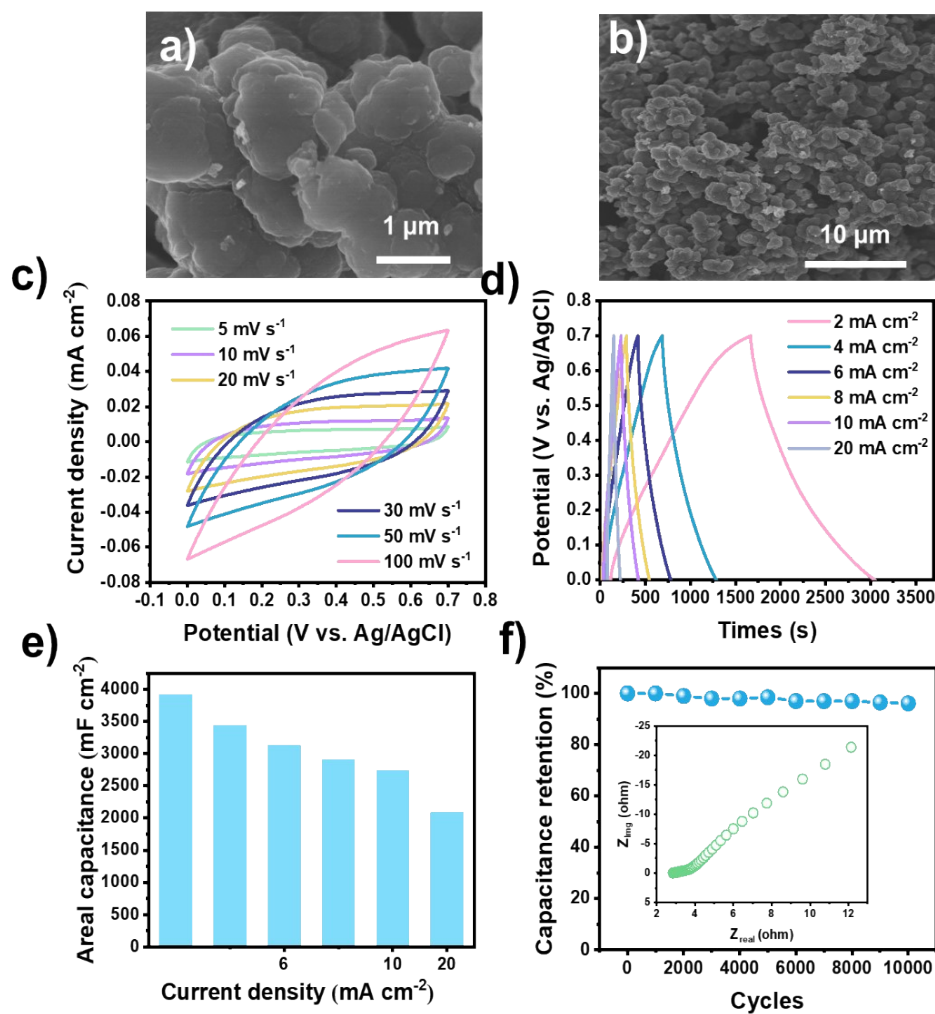 a)
1 µm
b)
10 µm
c)
Current density (mA cm-2)
0.08
0.06
0.04
0.02
0.00
-0.02
-0.04
-0.06
-0.08
5 mV s-1
10 mV s-1
20 mV s-1
30 mV s-1
50 mV s-1
100 mV s-1
-0.1 0.0 0.1 0.2 0.3 0.4 0.5 0.6 0.7 0.8
Potential (V vs. Ag/AgCl)
d)
Potential (V vs. Ag/AgCl)
0.8
0.7
0.6
0.5
0.4
0.3
0.2
0.1
0.0
2 mA cm-2
4 mA cm-2
6 mA cm-2
8 mA cm-2
10 mA cm-2
20 mA cm-2
0 500 1000 1500 2000 2500 3000 3500
Times (s)
e)
Areal capacitance (mF cm-2)
4000
3500
3000
2500
2000
1500
1000
500
0
6 10 20
Current density (mA cm-2)
f)
Capacitance retention (%)
100
80
60
40
20
0
ZImg (ohm)
-25
-20
-15
-10
-5
0
5
2 4 6 8 10 12
Zreal (ohm)
0 2000 4000 6000 8000 10000
Cycles